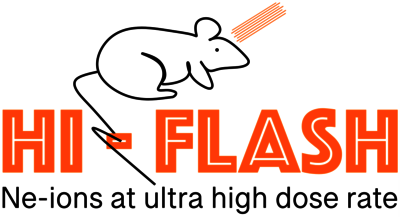 HI - FLASH
Ne-ions at ultra high dose rate